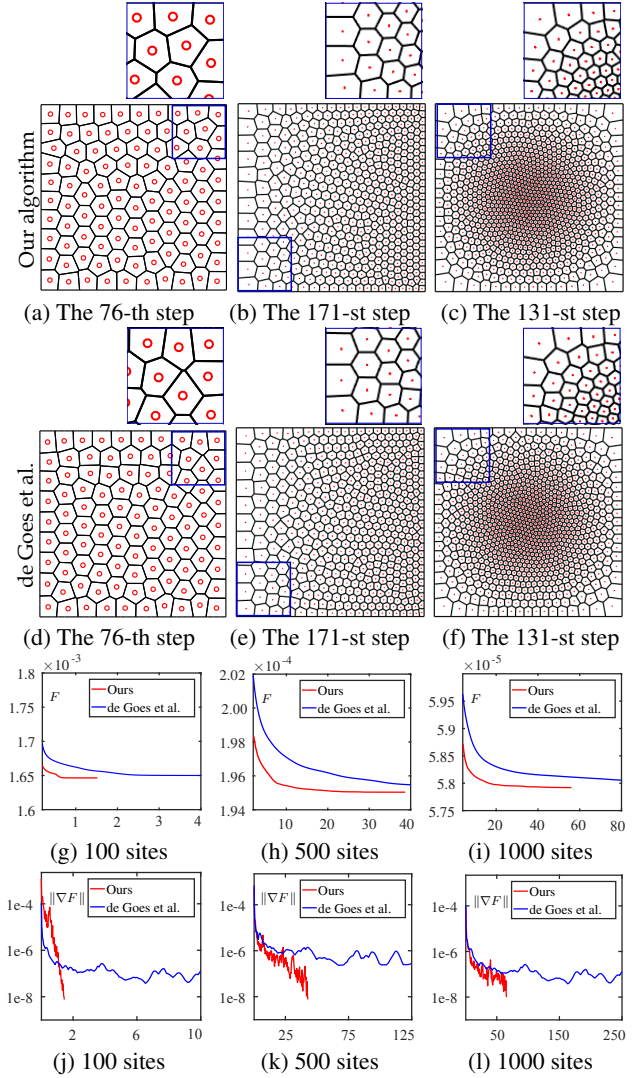 Our algorithm
(a) The 76-th step (b) The 171-st step (c) The 131-st step
de Goes et al.
(d) The 76-th step (e) The 171-st step (f) The 131-st step
×10⁻³
1.8
1.75
1.7
1.65
1.6
F
Ours
de Goes et al.
1 2 3 4
(g) 100 sites
×10⁻⁴
2.02
2.00
1.98
1.96
1.94
F
Ours
de Goes et al.
10 20 30 40
(h) 500 sites
×10⁻⁵
5.95
5.9
5.85
5.8
5.75
F
Ours
de Goes et al.
20 40 60 80
(i) 1000 sites
1e-4
1e-6
1e-8
‖∇F‖
Ours
de Goes et al.
5 10
(j) 100 sites
1e-4
1e-6
1e-8
‖∇F‖
Ours
de Goes et al.
25 75 125
(k) 500 sites
1e-4
1e-6
1e-8
‖∇F‖
Ours
de Goes et al.
50 150 250
(l) 1000 sites